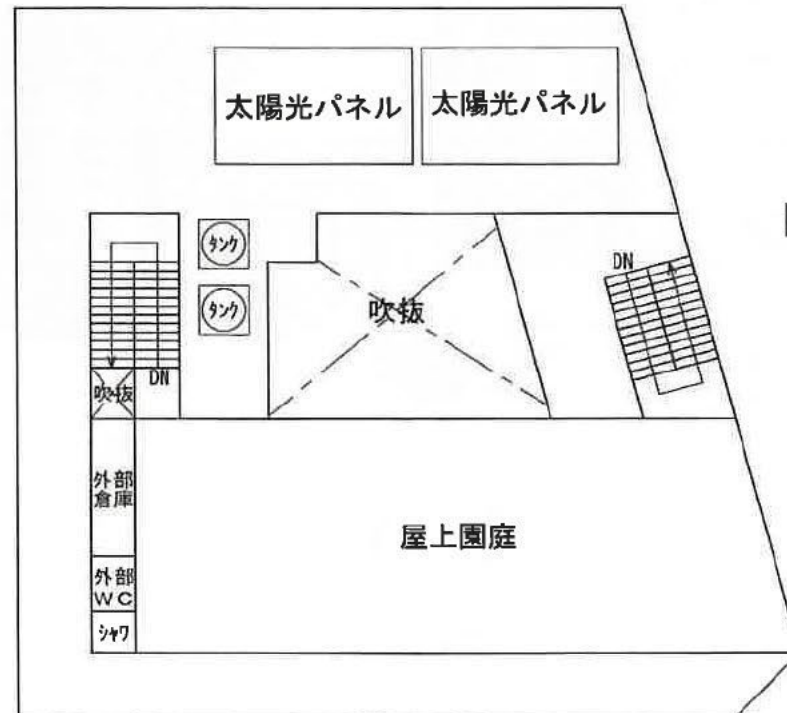 太陽光パネル
太陽光パネル
タンク
タンク
DN
吹抜
吹抜
DN
外部
倉庫
屋上園庭
外部
WC
シャワ